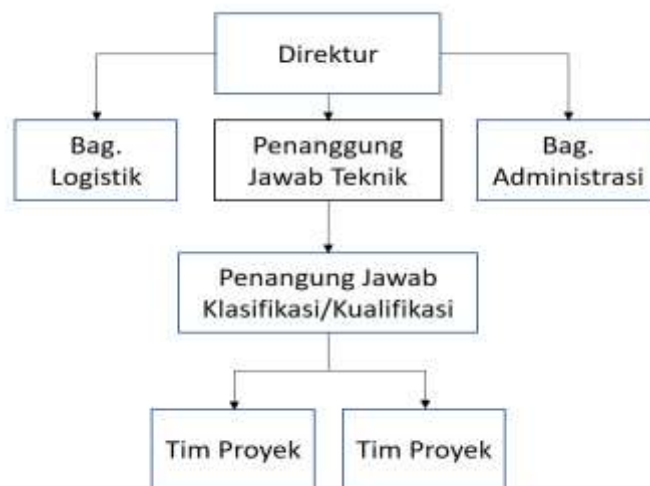 Direktur
Bag.
Logistik
Penanggung
Jawab Teknik
Bag.
Administrasi
Penangung Jawab
Klasifikasi/Kualifikasi
Tim Proyek
Tim Proyek